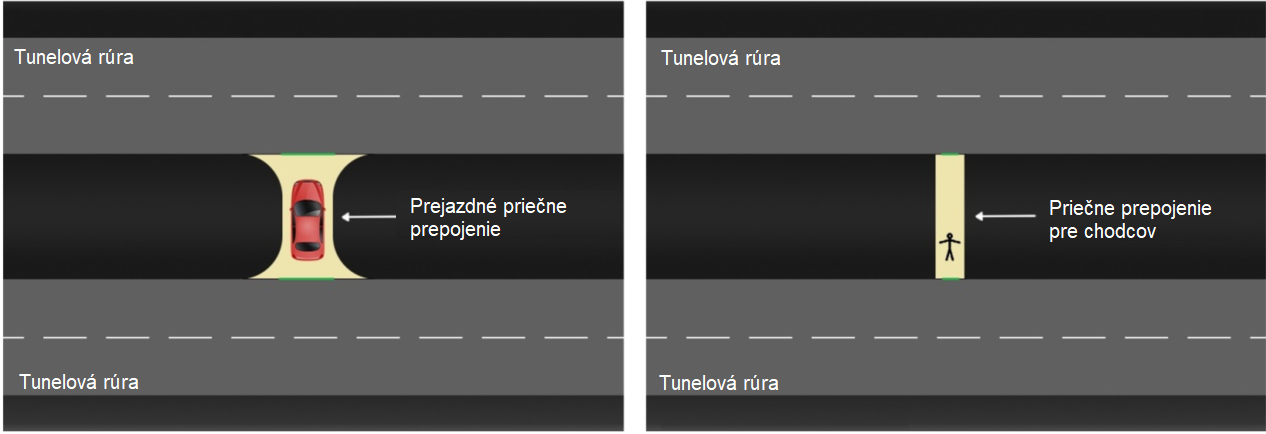 Tunelová rúra
Prejazdné priečne
prepojenie
Tunelová rúra
Tunelová rúra
Priečne prepojenie
pre chodcov
Tunelová rúra